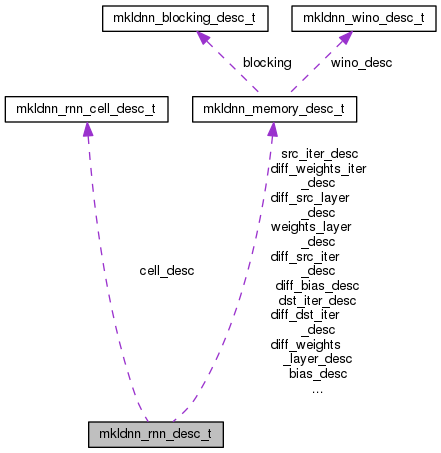 mkldnn_blocking_desc_t
mkldnn_wino_desc_t
blocking
wino_desc
mkldnn_rnn_cell_desc_t
mkldnn_memory_desc_t
src_iter_desc
diff_weights_iter
_desc
diff_src_layer
_desc
weights_layer
_desc
diff_src_iter
_desc
diff_bias_desc
dst_iter_desc
diff_dst_iter
_desc
diff_weights
_layer_desc
bias_desc
...
cell_desc
mkldnn_rnn_desc_t